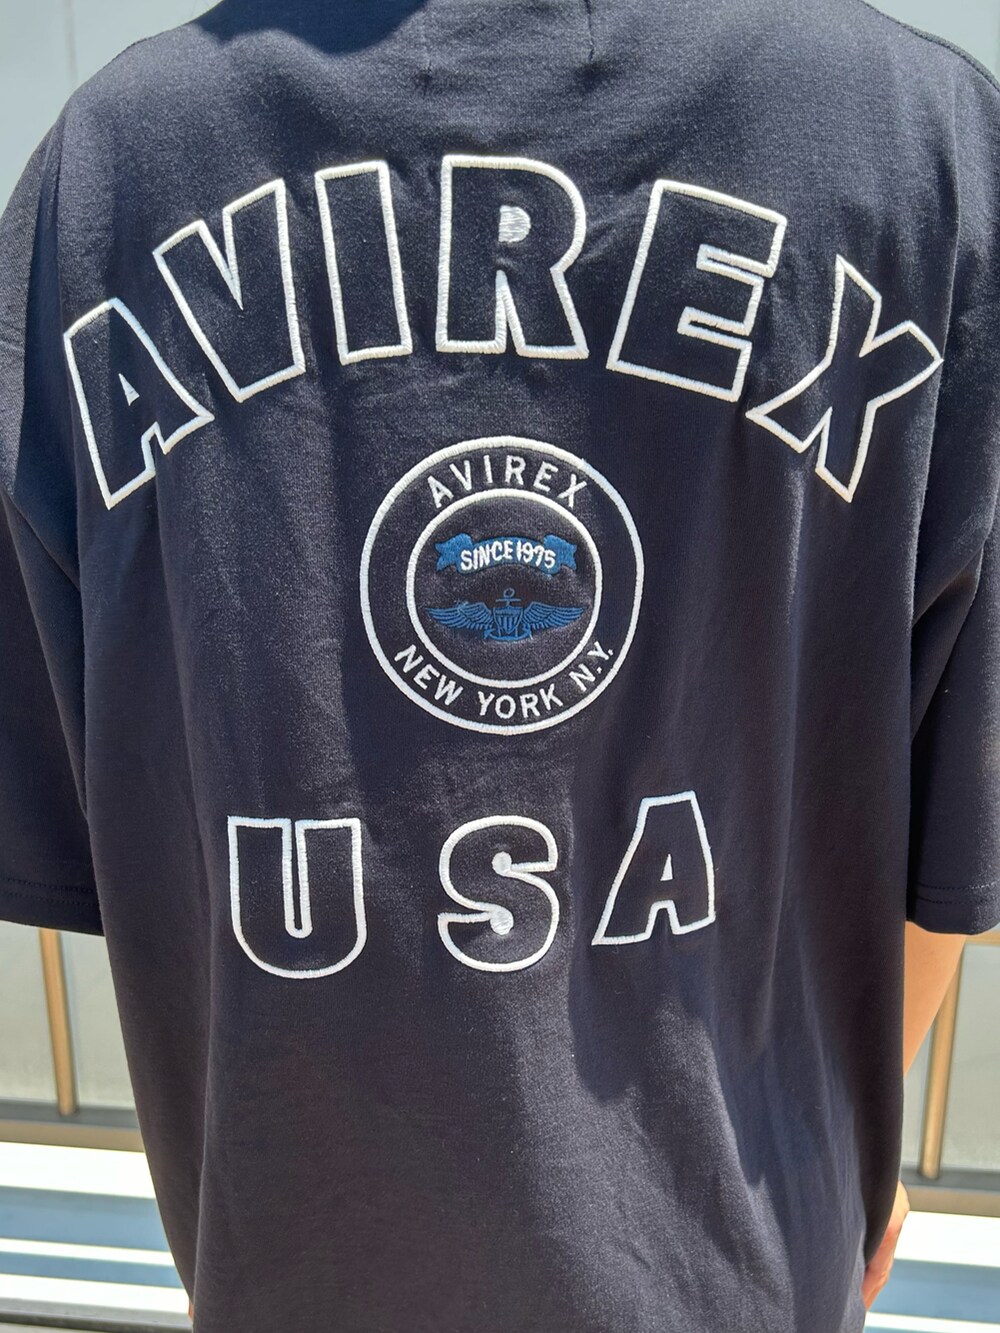 AVIREX
AVIREX
SINCE 1975
NEW YORK N.Y.
USA